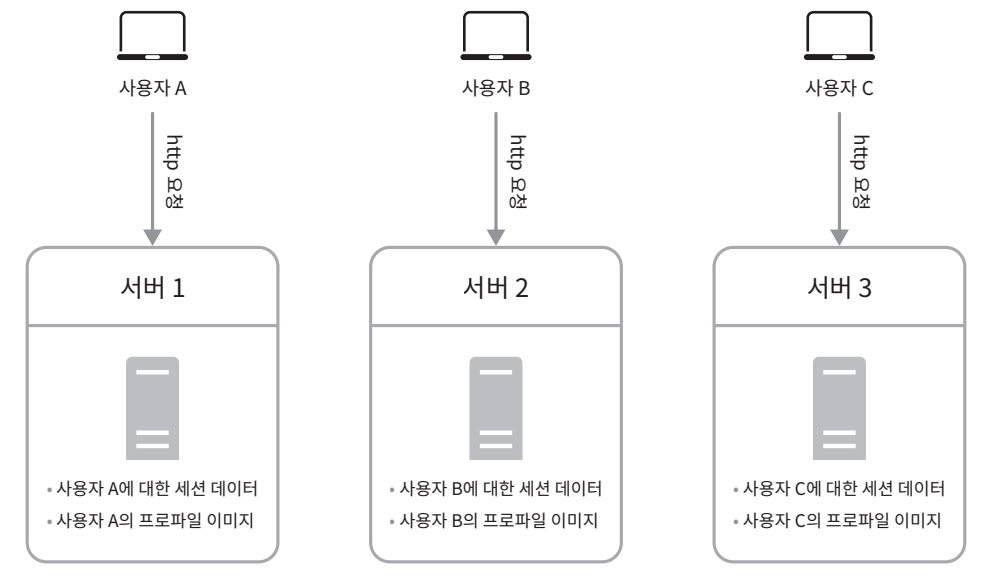 사용자 A
사용자 B
사용자 C
http 요청
http 요청
http 요청
서버 1
서버 2
서버 3
• 사용자 A에 대한 세션 데이터
• 사용자 A의 프로파일 이미지
• 사용자 B에 대한 세션 데이터
• 사용자 B의 프로파일 이미지
• 사용자 C에 대한 세션 데이터
• 사용자 C의 프로파일 이미지